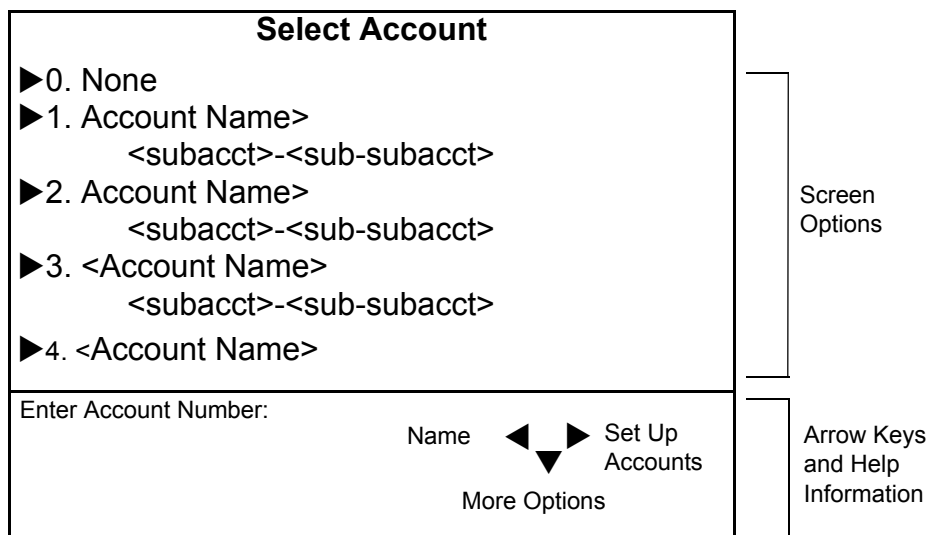 Select Account
▶0. None
▶1. Account Name>
<subacct>-<sub-subacct>
▶2. Account Name>
<subacct>-<sub-subacct>
▶3. <Account Name>
<subacct>-<sub-subacct>
▶4. <Account Name>
Screen
Options
Enter Account Number:
Name ◀ ▶ Set Up
Accounts
▼
More Options
Arrow Keys
and Help
Information